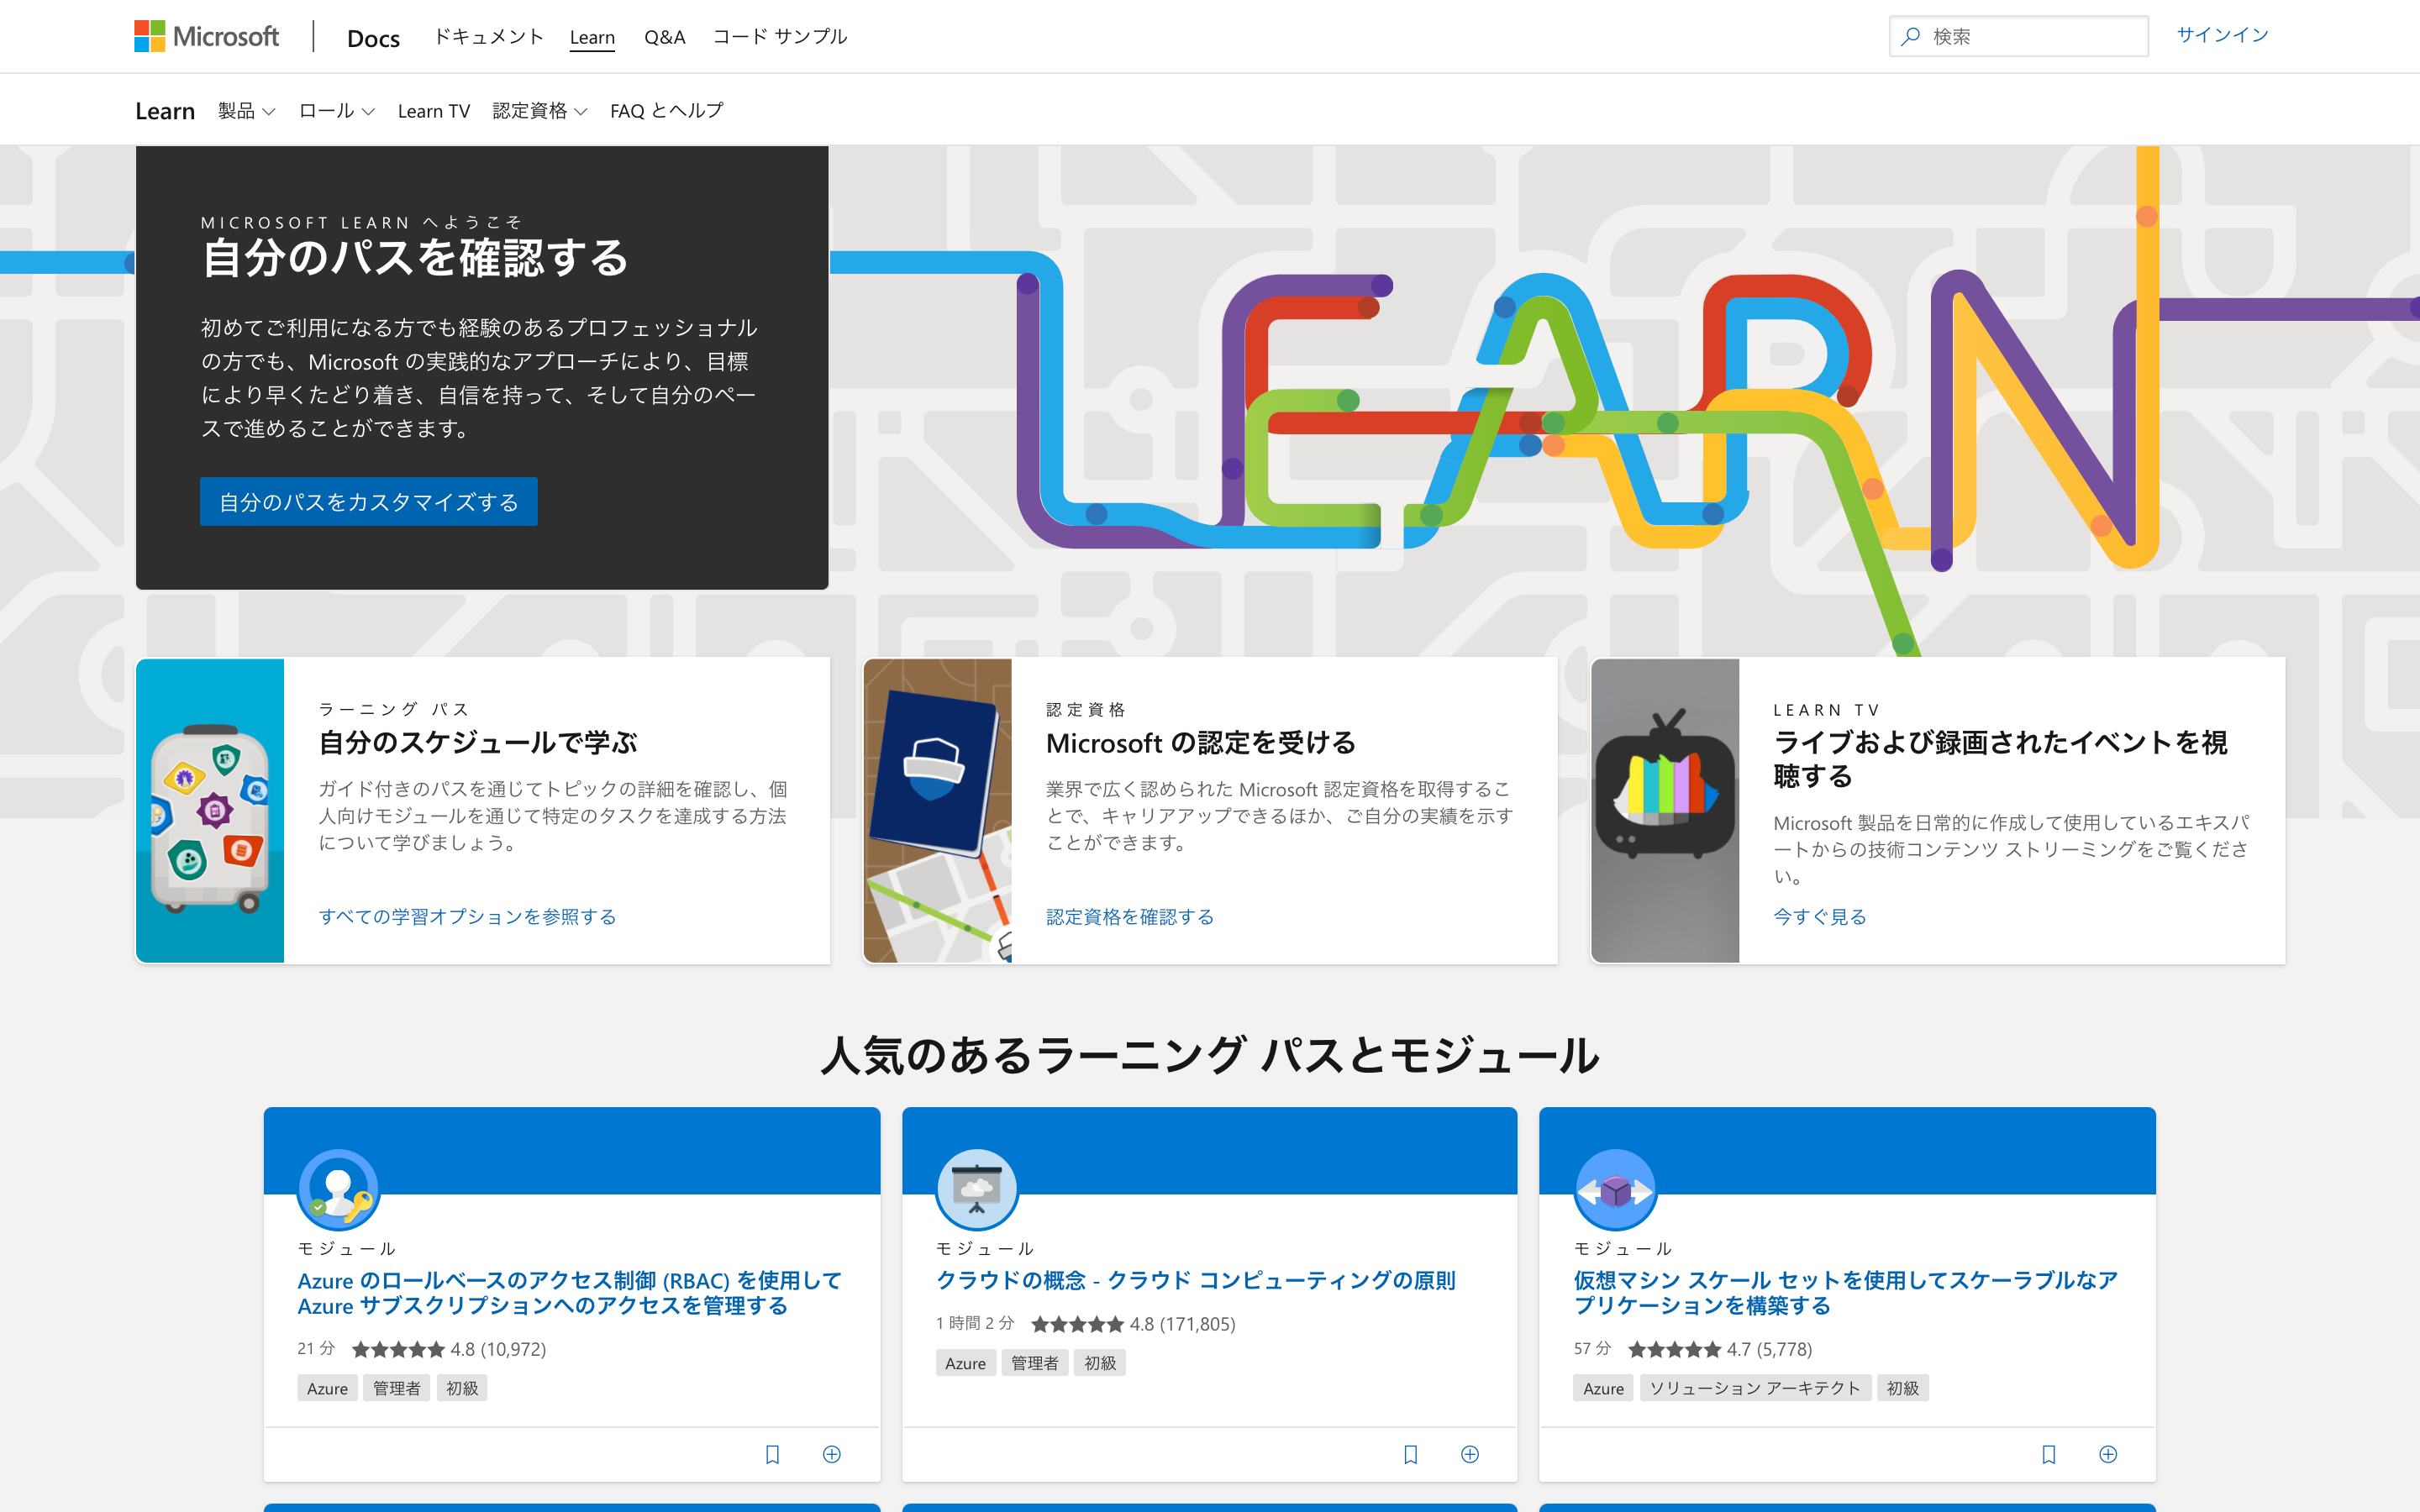 Microsoft Docs ドキュメント Learn Q&A コード サンプル 検索 サインイン
Learn 製品 ロール Learn TV 認定資格 FAQ とヘルプ
MICROSOFT LEARN へようこそ
自分のパスを確認する
初めてご利用になる方でも経験のあるプロフェッショナル
の方でも、Microsoft の実践的なアプローチにより、目標
により早くたどり着き、自信を持って、そして自分のペー
スで進めることができます。
自分のパスをカスタマイズする
LEARN
ラーニング パス
自分のスケジュールで学ぶ
ガイド付きのパスを通じてトピックの詳細を確認し、個
人向けモジュールを通じて特定のタスクを達成する方法
について学びましょう。
すべての学習オプションを参照する
認定資格
Microsoft の認定を受ける
業界で広く認められた Microsoft 認定資格を取得するこ
とで、キャリアアップできるほか、ご自分の実績を示す
ことができます。
認定資格を確認する
LEARN TV
ライブおよび録画されたイベントを視
聴する
Microsoft 製品を日常的に作成して使用しているエキスパ
ートからの技術コンテンツ ストリーミングをご覧くださ
い。
今すぐ見る
人気のあるラーニング パスとモジュール
モジュール
Azure のロールベースのアクセス制御 (RBAC) を使用して
Azure サブスクリプションへのアクセスを管理する
21 分 ★★★★★ 4.8 (10,972)
Azure 管理者 初級
モジュール
クラウドの概念 - クラウド コンピューティングの原則
1 時間 2 分 ★★★★★ 4.8 (171,805)
Azure 管理者 初級
モジュール
仮想マシン スケール セットを使用してスケーラブルなア
プリケーションを構築する
57 分 ★★★★★ 4.7 (5,778)
Azure ソリューション アーキテクト 初級